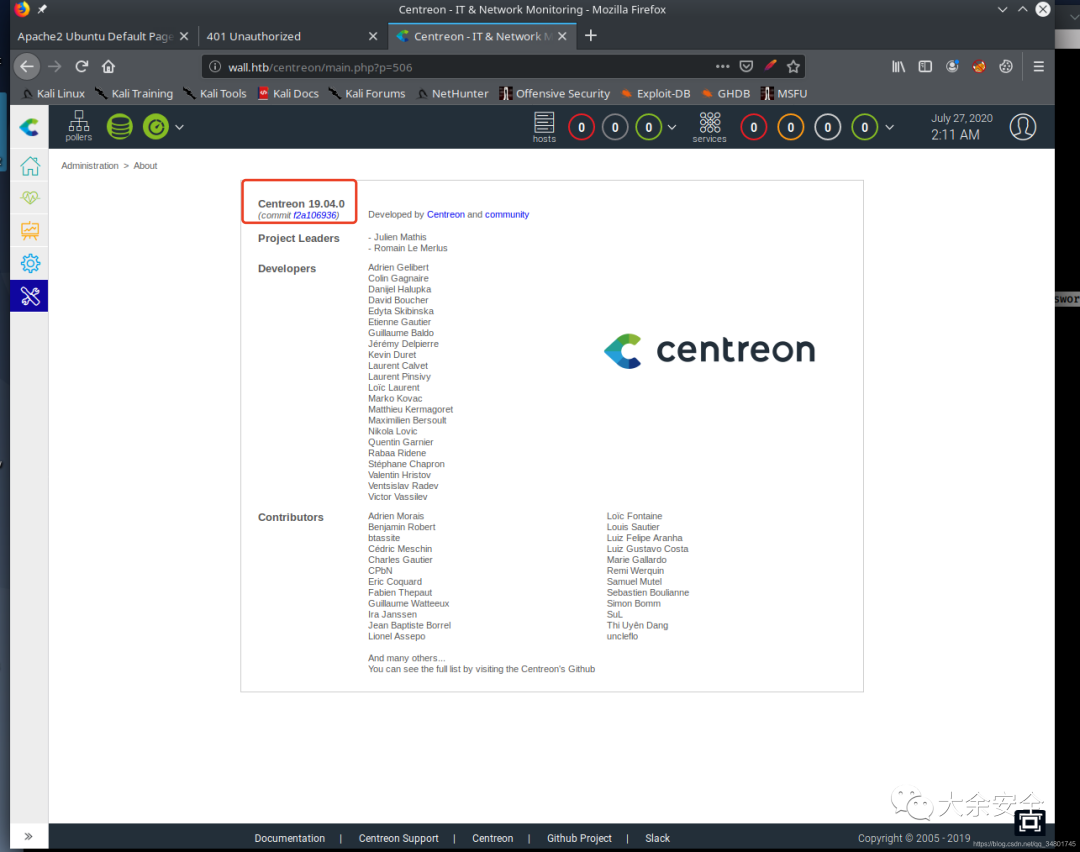 Centreon - IT & Network Monitoring - Mozilla Firefox
Apache2 Ubuntu Default Page
401 Unauthorized
Centreon - IT & Network M
wall.htb/centreon/main.php?p=506
Kali Linux
Kali Training
Kali Tools
Kali Docs
Kali Forums
NetHunter
Offensive Security
Exploit-DB
GHDB
MSFU
pollers
hosts
0
0
0
services
0
0
0
0
July 27, 2020
2:11 AM
Administration > About
Centreon 19.04.0
(commit f2a106936)
Developed by Centreon and community
Project Leaders
- Julien Mathis
- Romain Le Merlus
Developers
Adrien Gelibert
Colin Gagnaire
Danijel Halupka
David Boucher
Edyta Skibinska
Etienne Gautier
Guillaume Baldo
Jérémy Delpierre
Kevin Duret
Laurent Calvet
Laurent Pinsivy
Loïc Laurent
Marko Kovac
Matthieu Kermagoret
Maximilien Bersoult
Nikola Lovic
Quentin Garnier
Rabaa Ridene
Stéphane Chapron
Valentin Hristov
Ventsislav Radev
Victor Vassilev
centreon
Contributors
Adrien Morais
Benjamin Robert
btassite
Cédric Meschin
Charles Gautier
CPbN
Eric Coquard
Fabien Thepaut
Guillaume Watteeux
Ira Janssen
Jean Baptiste Borrel
Lionel Assepo
Loïc Fontaine
Louis Sautier
Luiz Felipe Aranha
Luiz Gustavo Costa
Marie Gallardo
Remi Werquin
Samuel Mutel
Sebastien Boulianne
Simon Bomm
SuL
Thi Uyên Dang
uncleflo
And many others...
You can see the full list by visiting the Centreon's Github
swor
大余安全
Documentation | Centreon Support | Centreon | Github Project | Slack
Copyright © 2005 - 2019
https://blog.csdn.net/qq_34801745